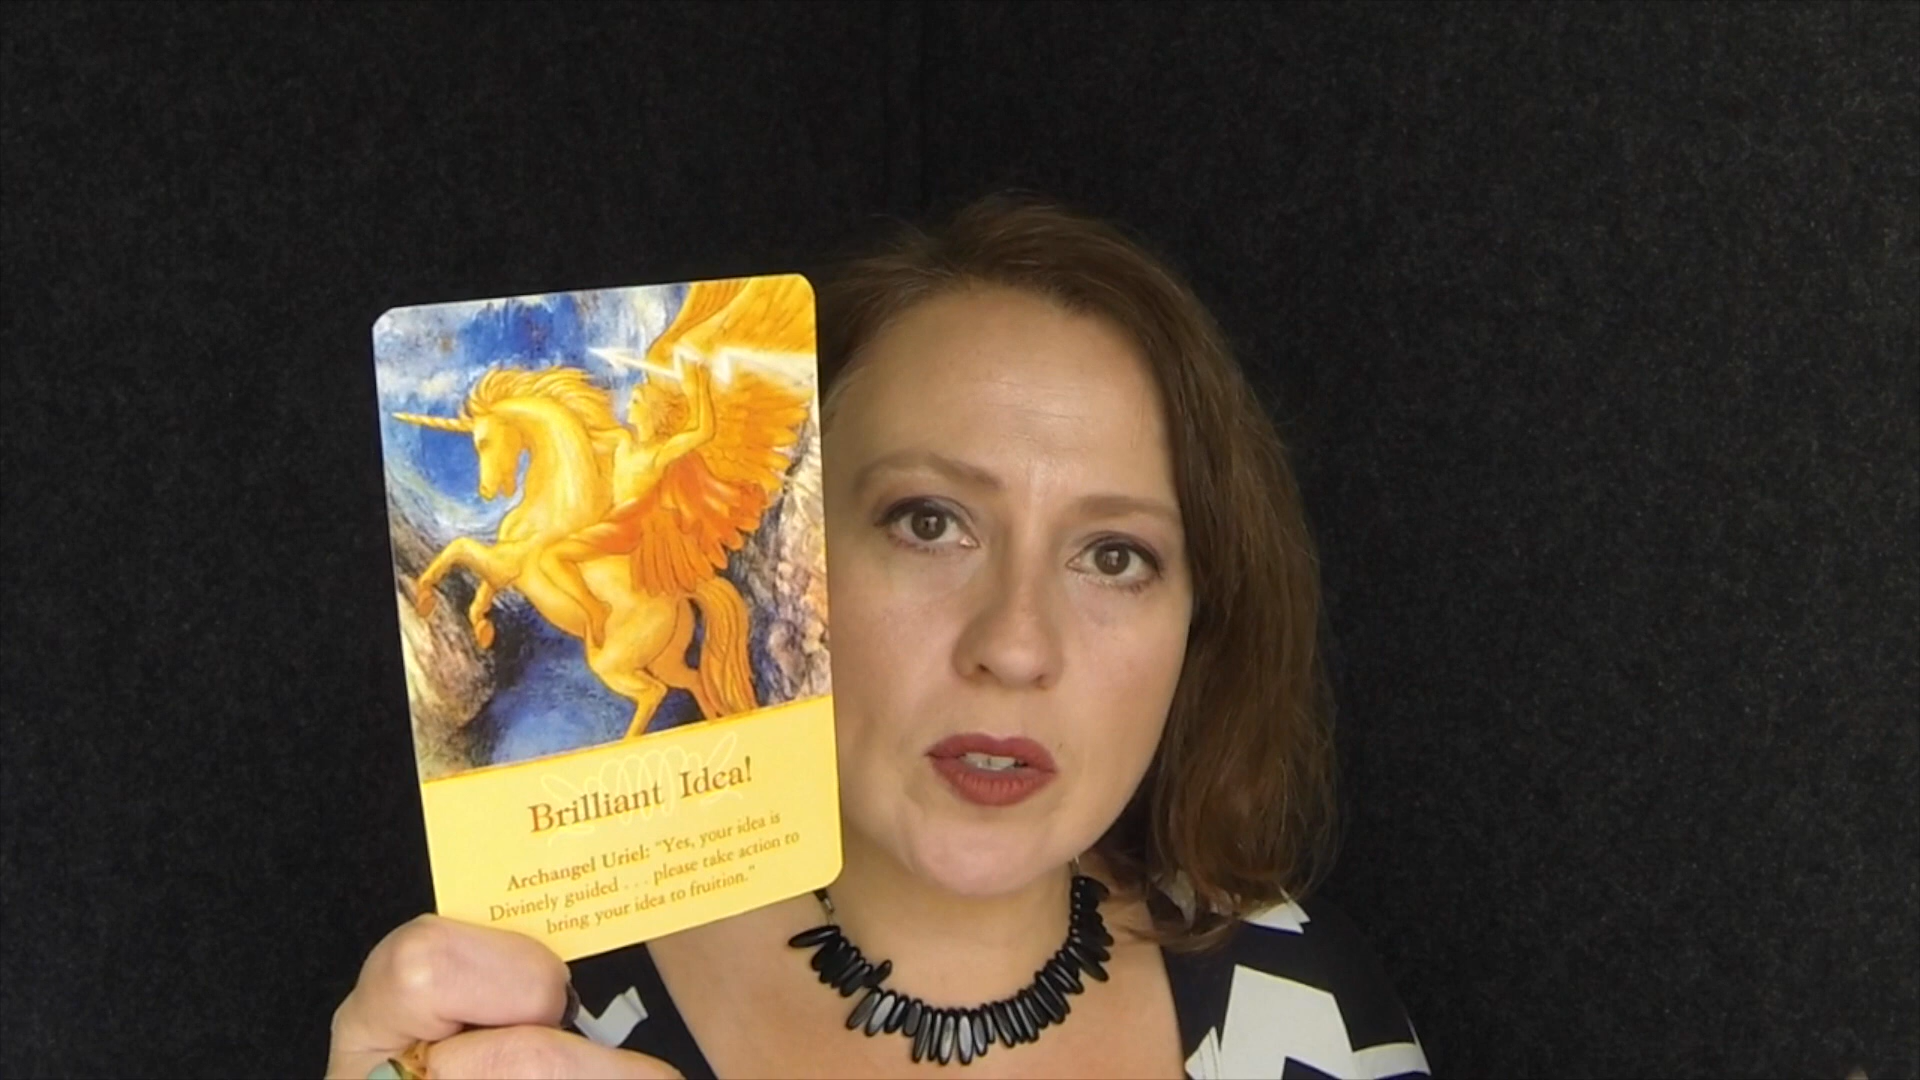 Brilliant Idea!
Archangel Uriel: "Yes, your idea is
Divinely guided . . . please take action to
bring your idea to fruition."